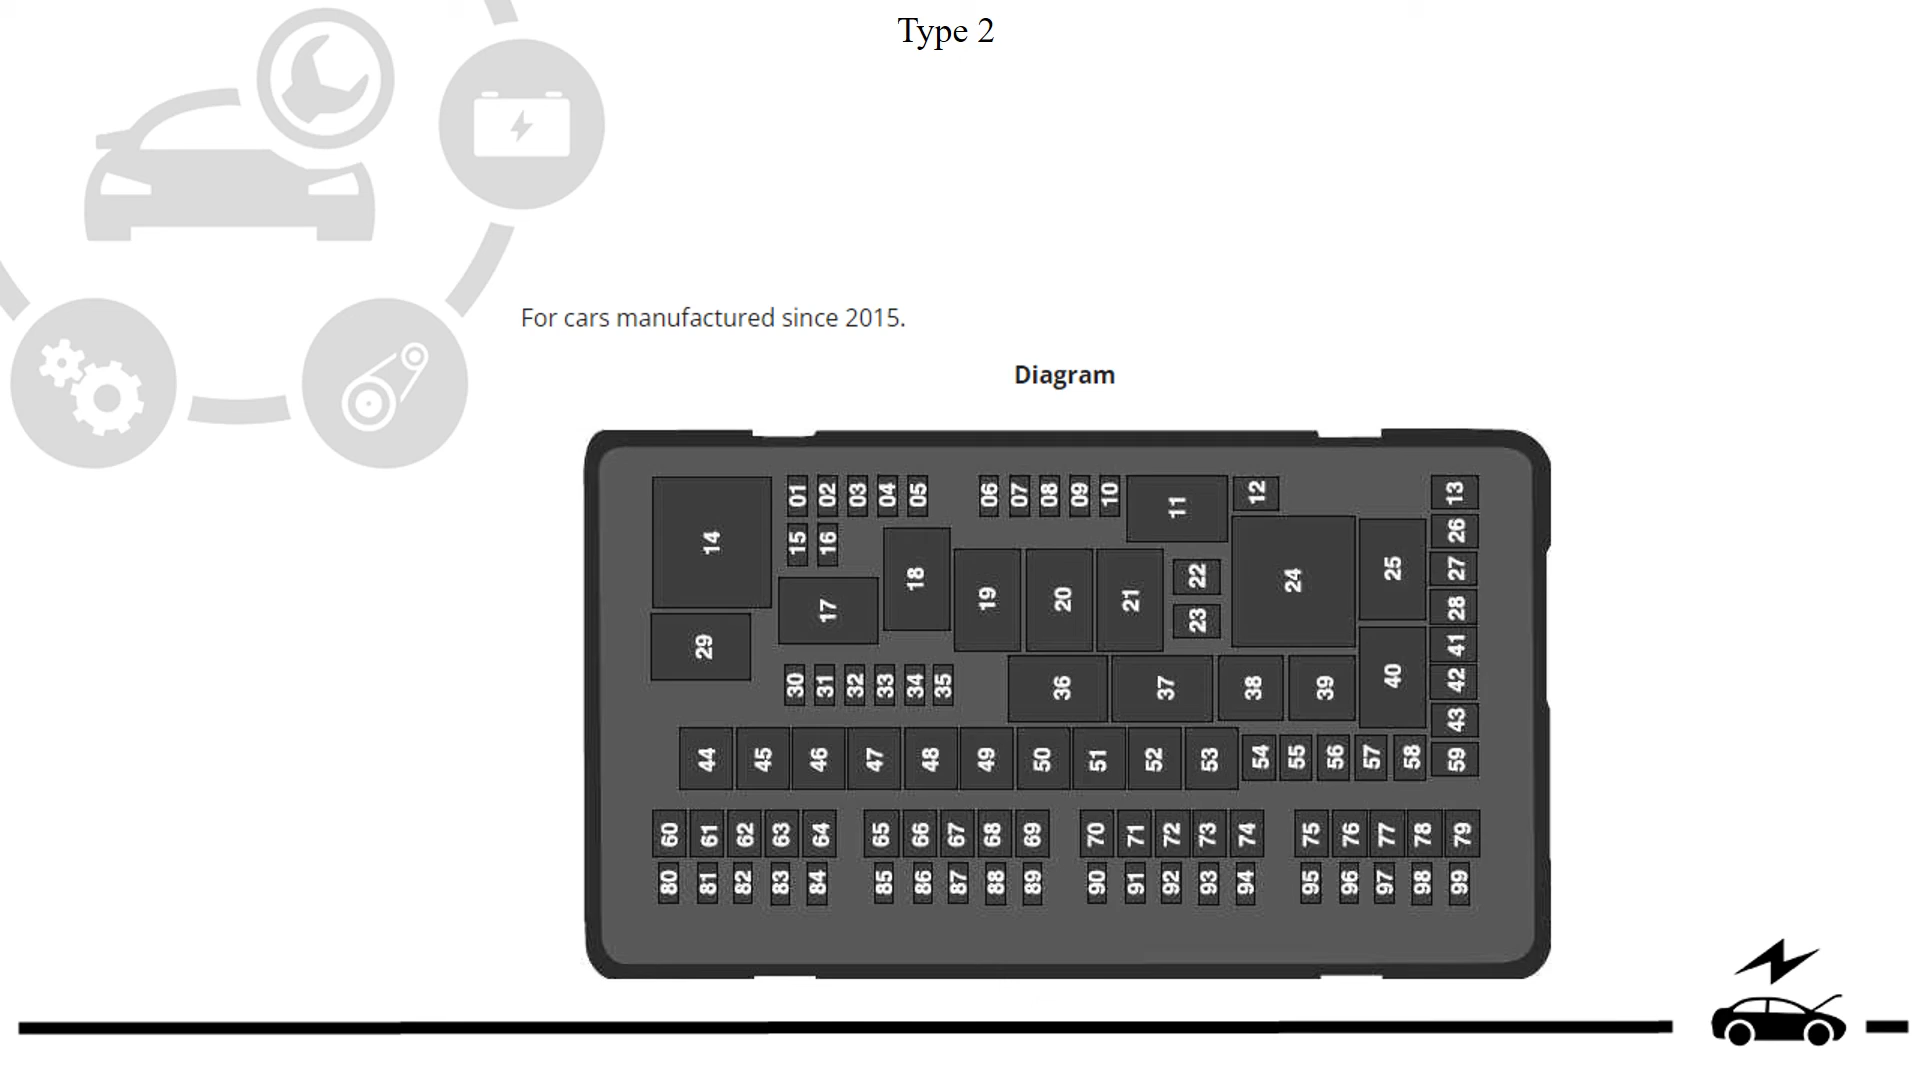 Type 2
For cars manufactured since 2015.
Diagram
01 02 03 04 05 06 07 08 09 10 11 12 13
14 15 16 17 18 19 20 21 22 23 24 25 26
27
28
29 30 31 32 33 34 35 36 37 38 39 40 41
42
43
44 45 46 47 48 49 50 51 52 53 54 55 56 57 58 59
60 61 62 63 64 65 66 67 68 69 70 71 72 73 74 75 76 77 78 79
80 81 82 83 84 85 86 87 88 89 90 91 92 93 94 95 96 97 98 99